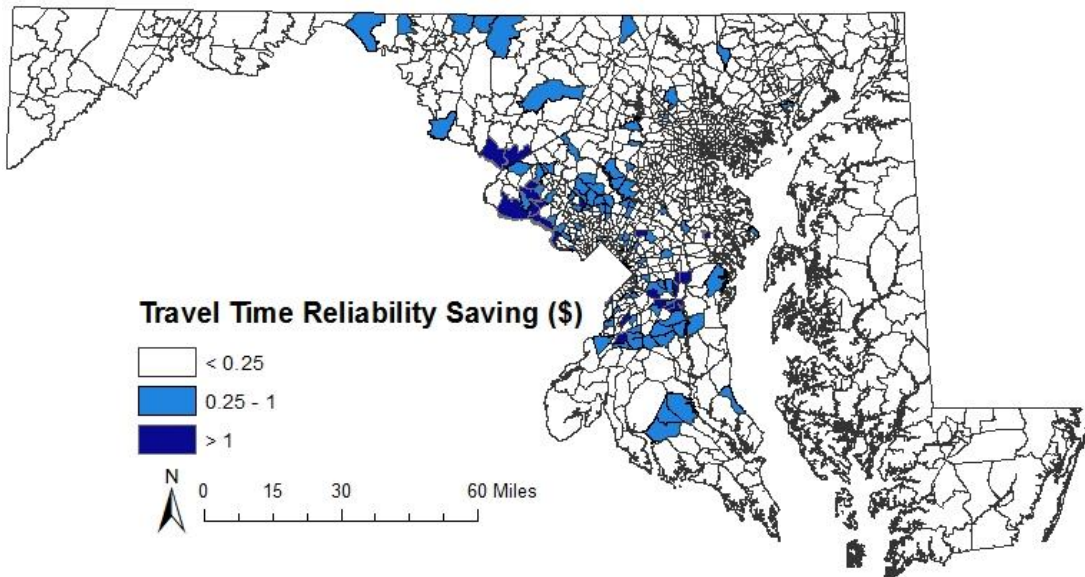 Travel Time Reliability Saving ($)
< 0.25
0.25 - 1
> 1
N
0 15 30 60 Miles